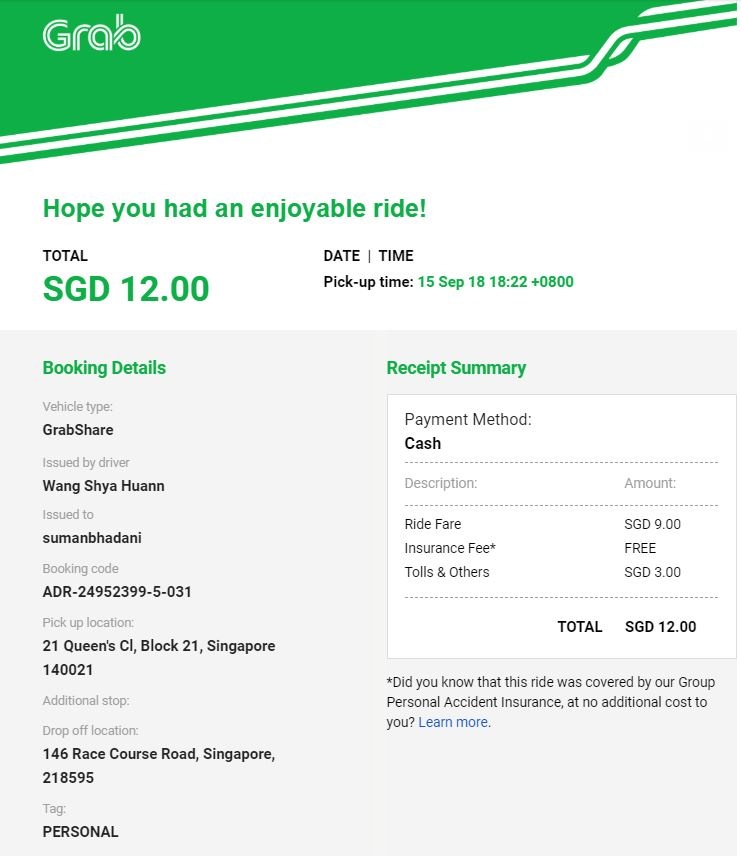 Grab
Hope you had an enjoyable ride!
TOTAL
SGD 12.00
DATE | TIME
Pick-up time: 15 Sep 18 18:22 +0800
Booking Details
Vehicle type:
GrabShare
Issued by driver
Wang Shya Huann
Issued to
sumanbhadani
Booking code
ADR-24952399-5-031
Pick up location:
21 Queen's Cl, Block 21, Singapore
140021
Additional stop:
Drop off location:
146 Race Course Road, Singapore,
218595
Tag:
PERSONAL
Receipt Summary
Payment Method:
Cash
Description: Amount:
Ride Fare SGD 9.00
Insurance Fee* FREE
Tolls & Others SGD 3.00
TOTAL SGD 12.00
*Did you know that this ride was covered by our Group
Personal Accident Insurance, at no additional cost to
you? Learn more.